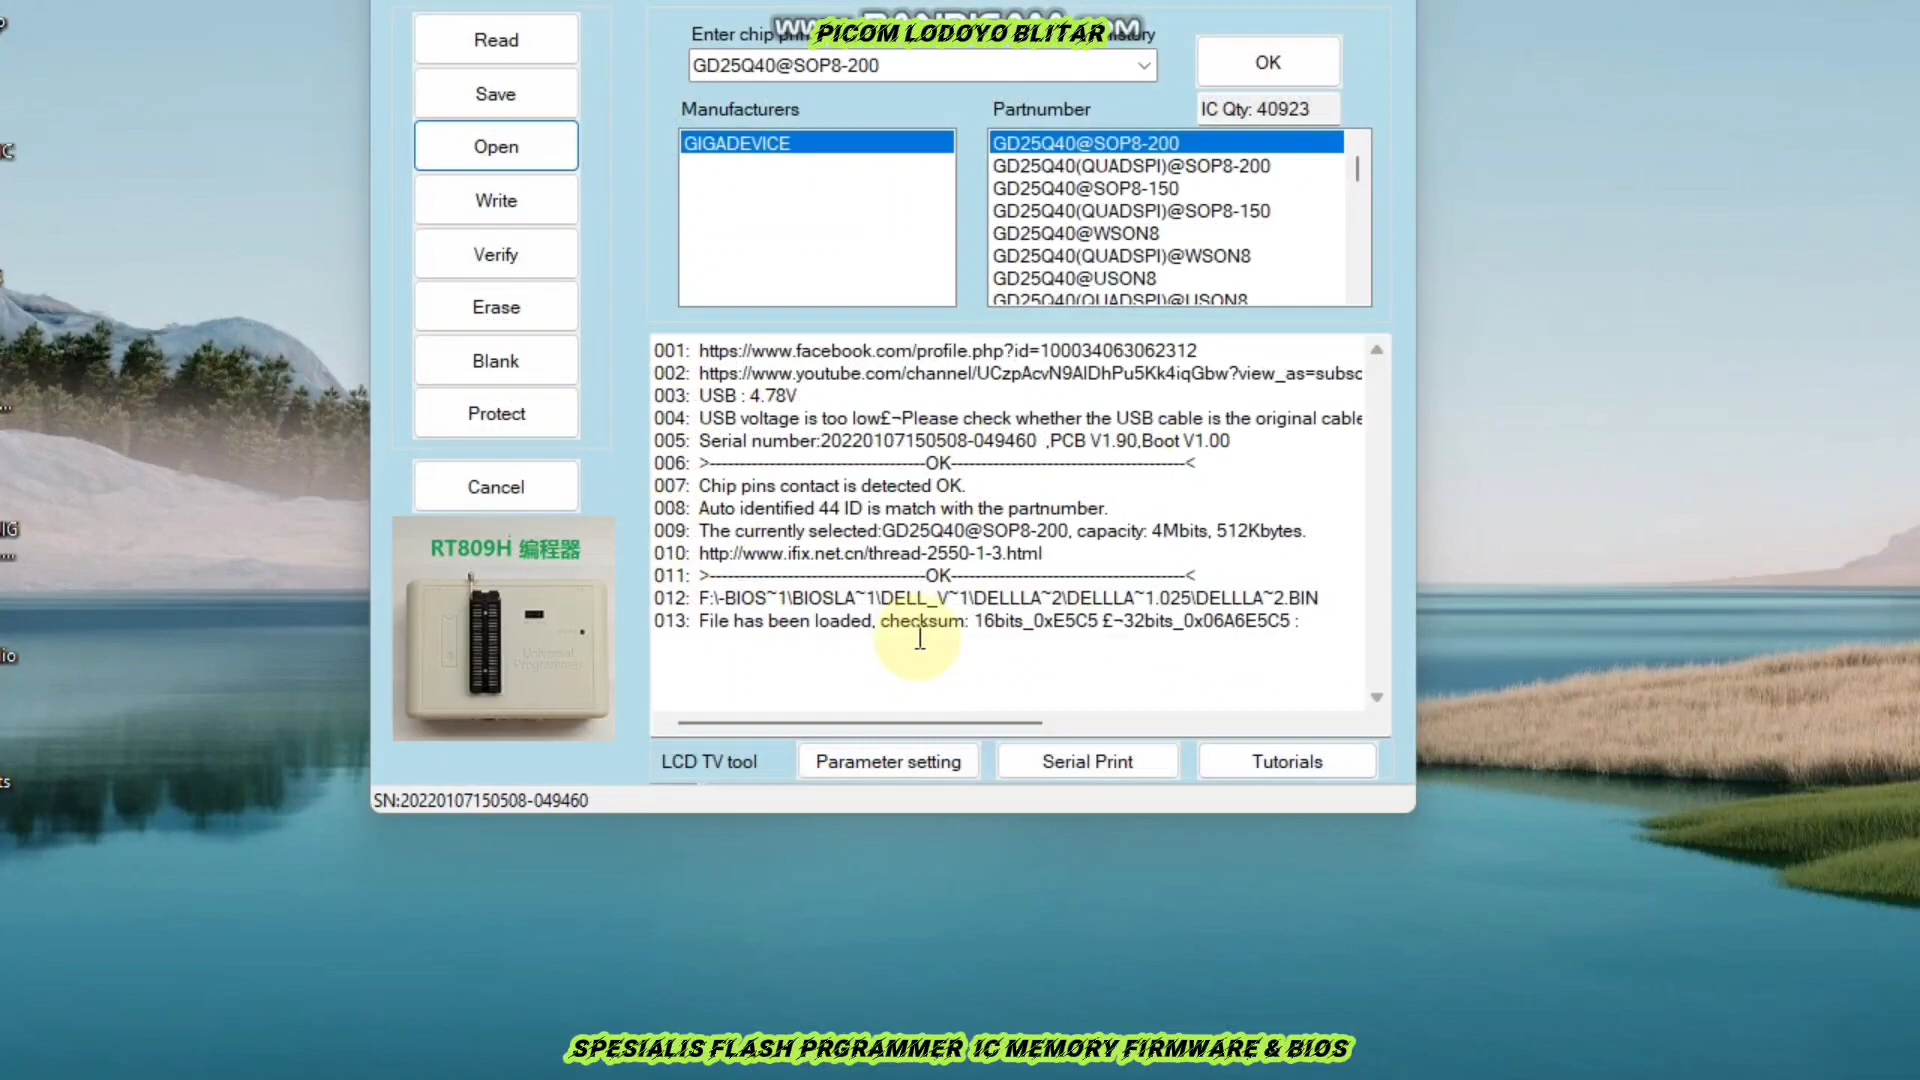 PICOM LODOYO BLITAR
Read
Save
Open
Write
Verify
Erase
Blank
Protect
Cancel
Enter chip
GD25Q40@SOP8-200
OK
IC Qty: 40923
Manufacturers
GIGADEVICE
Partnumber
GD25Q40@SOP8-200
GD25Q40(QUADSPI)@SOP8-200
GD25Q40@SOP8-150
GD25Q40(QUADSPI)@SOP8-150
GD25Q40@WSON8
GD25Q40(QUADSPI)@WSON8
GD25Q40@USON8
GD25Q40(QUADSPI)@USON8
001: https://www.facebook.com/profile.php?id=100034063062312
002: https://www.youtube.com/channel/UCzpAcvN9AlDhPu5Kk4iqGbw?view_as=subsc
003: USB : 4.78V
004: USB voltage is too low£¬Please check whether the USB cable is the original cable
005: Serial number:20220107150508-049460 ,PCB V1.90,Boot V1.00
006: >-------------------------------------OK----------------------------------------<
007: Chip pins contact is detected OK.
008: Auto identified 44 ID is match with the partnumber.
009: The currently selected:GD25Q40@SOP8-200, capacity: 4Mbits, 512Kbytes.
010: http://www.ifix.net.cn/thread-2550-1-3.html
011: >-------------------------------------OK----------------------------------------<
012: F:\-BIOS~1\BIOSLA~1\DELL_V~1\DELLLA~2\DELLLA~1.025\DELLLA~2.BIN
013: File has been loaded, checksum: 16bits_0xE5C5 £¬32bits_0x06A6E5C5 :
RT809H 编程器
Universal
Programmer
LCD TV tool
Parameter setting
Serial Print
Tutorials
SN:20220107150508-049460
SPESIALIS FLASH PRGRAMMER IC MEMORY FIRMWARE & BIOS